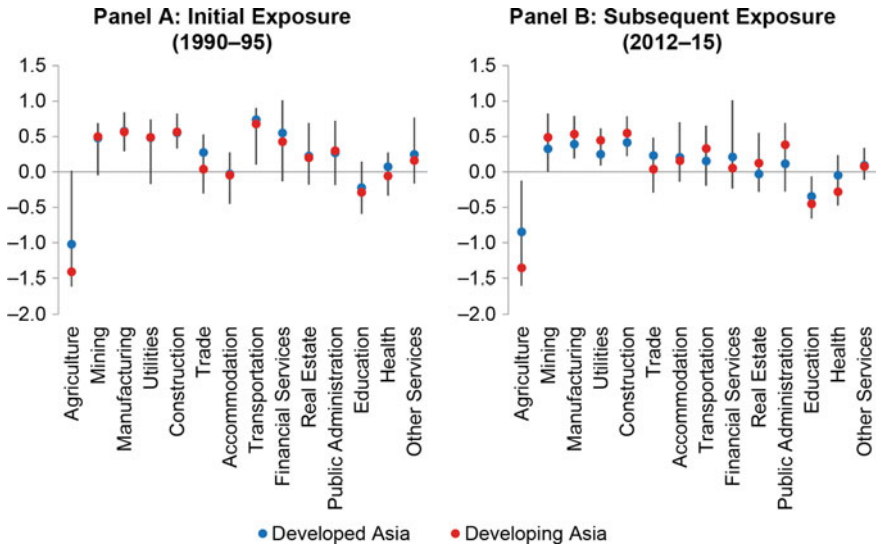 Panel A: Initial Exposure
(1990–95)
1.5
1.0
0.5
0.0
–0.5
–1.0
–1.5
–2.0
Agriculture
Mining
Manufacturing
Utilities
Construction
Trade
Accommodation
Transportation
Financial Services
Real Estate
Public Administration
Education
Health
Other Services
Panel B: Subsequent Exposure
(2012–15)
1.5
1.0
0.5
0.0
–0.5
–1.0
–1.5
–2.0
Agriculture
Mining
Manufacturing
Utilities
Construction
Trade
Accommodation
Transportation
Financial Services
Real Estate
Public Administration
Education
Health
Other Services
Developed Asia
Developing Asia